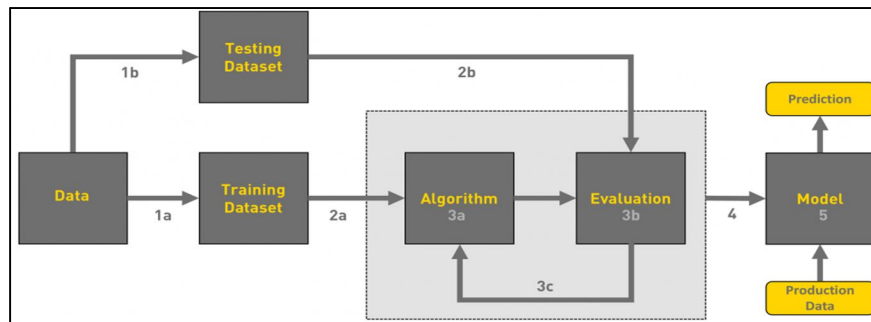 Testing
Dataset
1b
2b
Prediction
Data
1a
Training
Dataset
2a
Algorithm
3a
Evaluation
3b
4
Model
5
3c
Production
Data